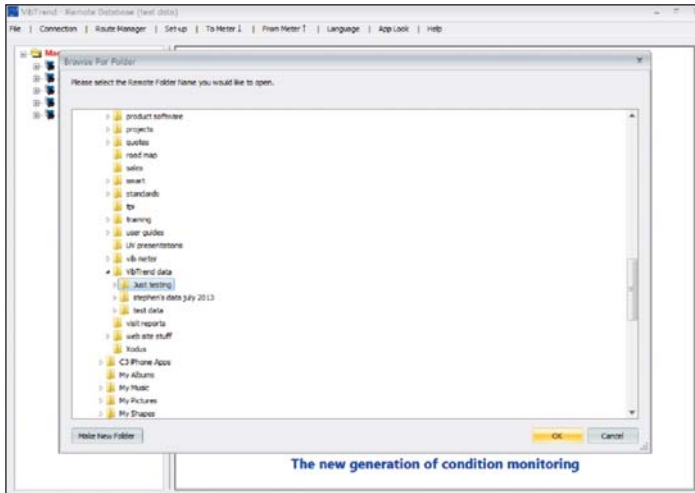 VibTrend - Remote Database (test data)
File | Connection | Route Manager | Set-up | To Meter ↓ | From Meter ↑ | Language | App Look | Help
Browse For Folder
Please select the Remote Folder Name you would like to open.
product software
projects
quotes
road map
sales
smart
standards
tpi
training
user guides
UV presentations
vib meter
VibTrend data
Just testing
stephen's data july 2013
test data
visit reports
web site stuff
Xodus
C3 iPhone Apps
My Albums
My Music
My Pictures
My Shapes
Make New Folder
OK
Cancel
The new generation of condition monitoring